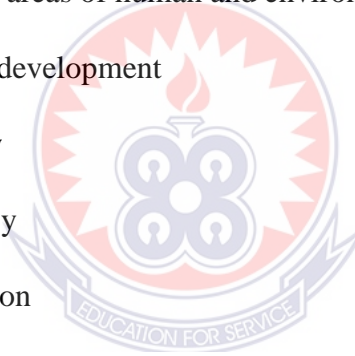 areas of human and enviro
development
y
on
EDUCATION FOR SERVICE